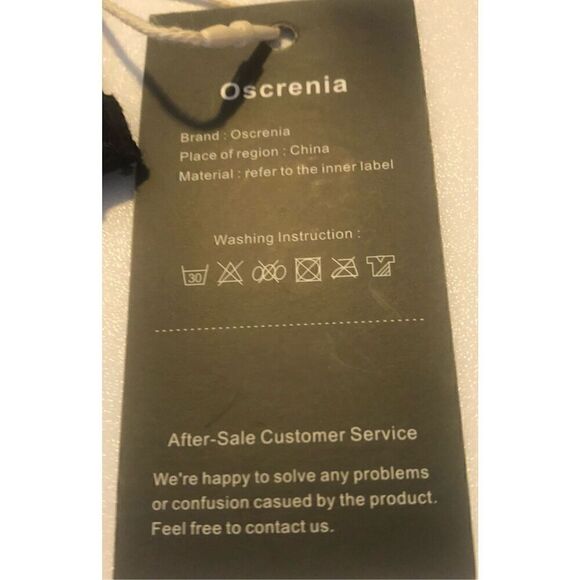 Oscrenia
Brand : Oscrenia
Place of region : China
Material : refer to the inner label
Washing Instruction :
30
After-Sale Customer Service
We're happy to solve any problems
or confusion casued by the product.
Feel free to contact us.